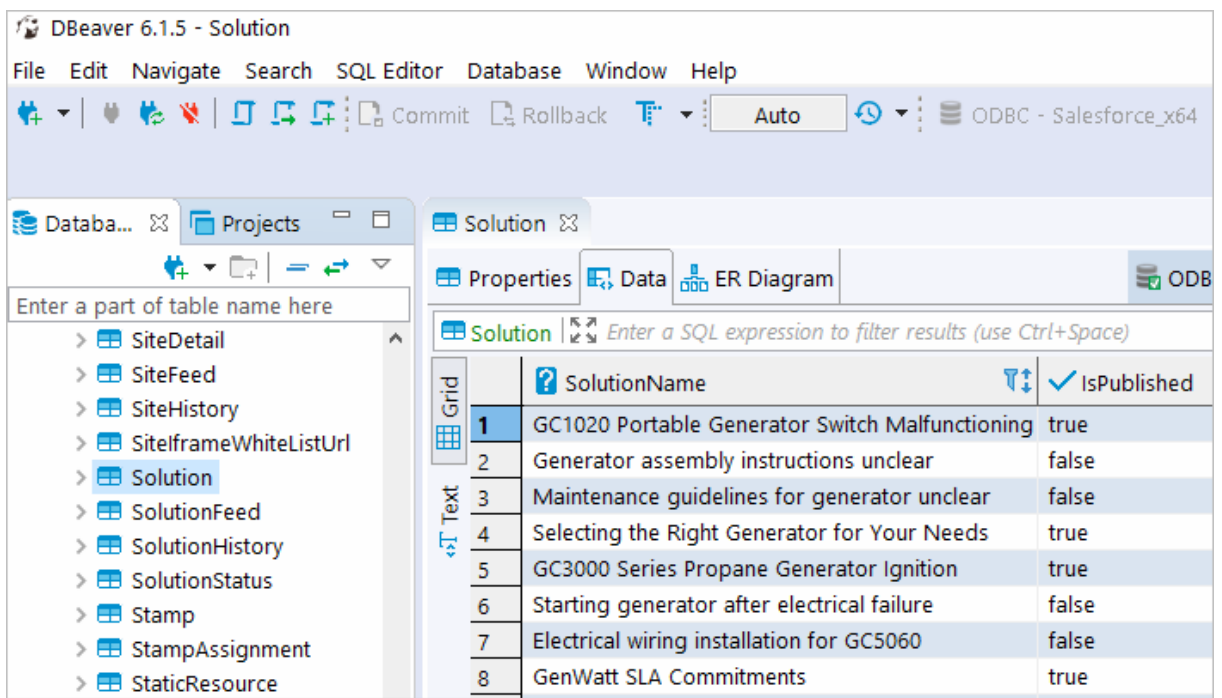 DBeaver 6.1.5 - Solution
File Edit Navigate Search SQL Editor Database Window Help
Commit Rollback Auto ODBC - Salesforce_x64
Databa... Projects
Enter a part of table name here
SiteDetail
SiteFeed
SiteHistory
SiteIframeWhiteListUrl
Solution
SolutionFeed
SolutionHistory
SolutionStatus
Stamp
StampAssignment
StaticResource
Solution
Properties Data ER Diagram ODB
Solution Enter a SQL expression to filter results (use Ctrl+Space)
Grid
Text
SolutionName IsPublished
1 GC1020 Portable Generator Switch Malfunctioning true
2 Generator assembly instructions unclear false
3 Maintenance guidelines for generator unclear false
4 Selecting the Right Generator for Your Needs true
5 GC3000 Series Propane Generator Ignition true
6 Starting generator after electrical failure false
7 Electrical wiring installation for GC5060 false
8 GenWatt SLA Commitments true